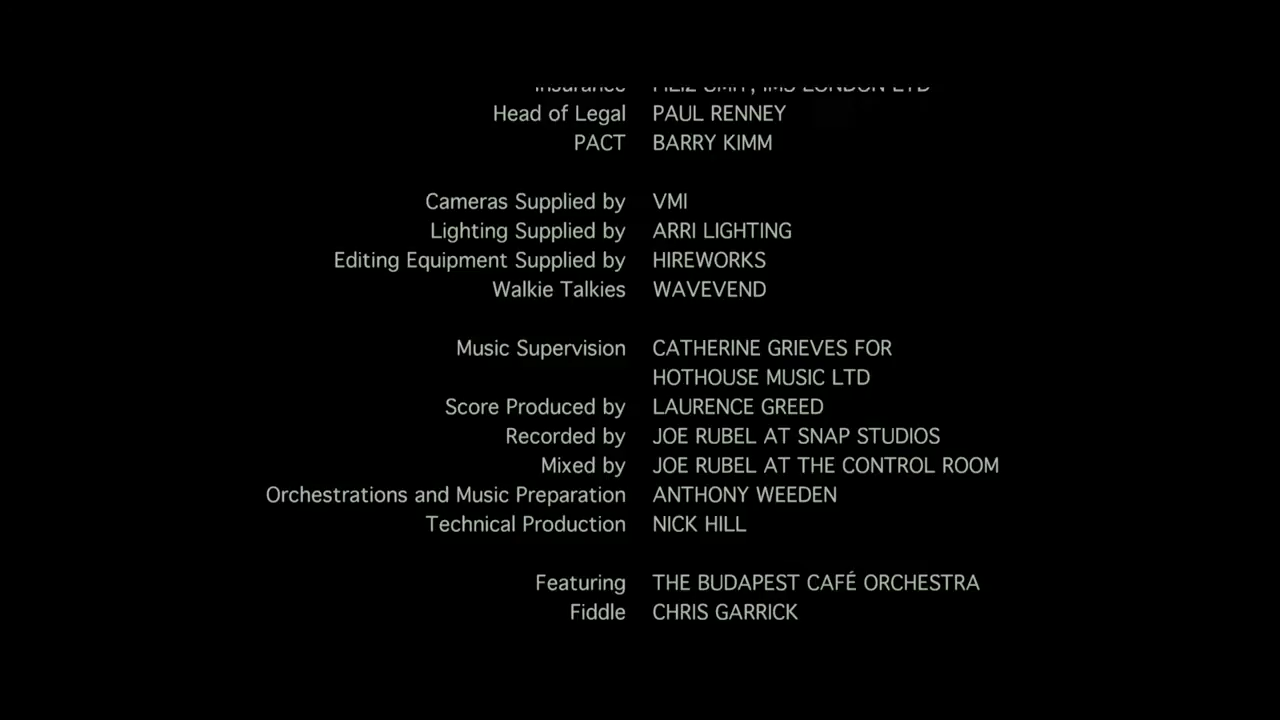 Head of Legal PAUL RENNEY
PACT BARRY KIMM
Cameras Supplied by VMI
Lighting Supplied by ARRI LIGHTING
Editing Equipment Supplied by HIREWORKS
Walkie Talkies WAVEVEND
Music Supervision CATHERINE GRIEVES FOR
HOTHOUSE MUSIC LTD
Score Produced by LAURENCE GREED
Recorded by JOE RUBEL AT SNAP STUDIOS
Mixed by JOE RUBEL AT THE CONTROL ROOM
Orchestrations and Music Preparation ANTHONY WEEDEN
Technical Production NICK HILL
Featuring THE BUDAPEST CAFÉ ORCHESTRA
Fiddle CHRIS GARRICK